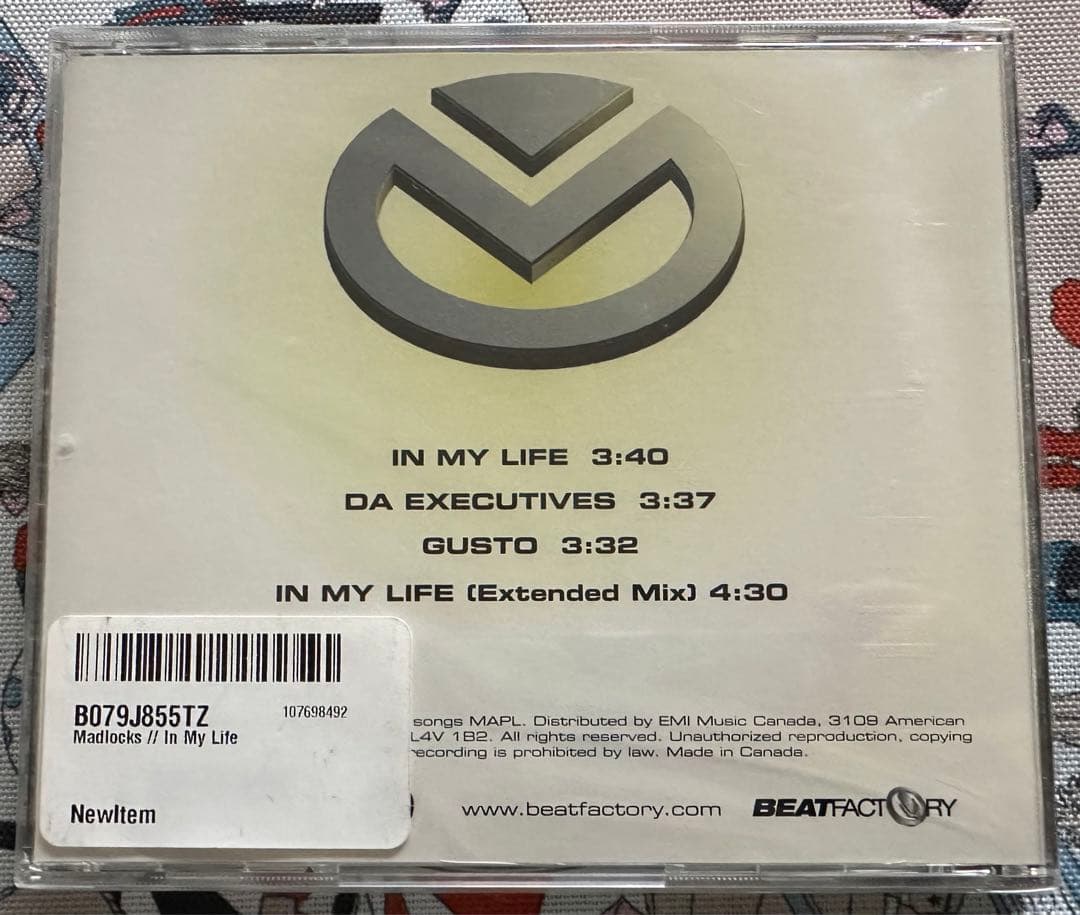 IN MY LIFE 3:40
DA EXECUTIVES 3:37
GUSTO 3:32
IN MY LIFE (Extended Mix) 4:30
B079J855TZ 107698492
Madlocks // In My Life
NewItem
songs MAPL. Distributed by EMI Music Canada, 3109 American
L4V 1B2. All rights reserved. Unauthorized reproduction, copying
recording is prohibited by law. Made in Canada.
www.beatfactory.com BEATFACTORY